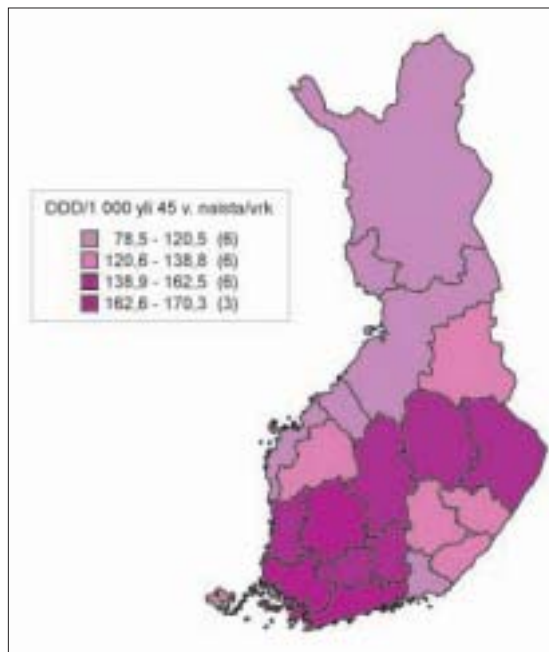 DDD/1 000 yli 45 v. naista/vrk
78,5 - 120,5 (6)
120,6 - 138,8 (6)
138,9 - 162,5 (6)
162,6 - 170,3 (3)